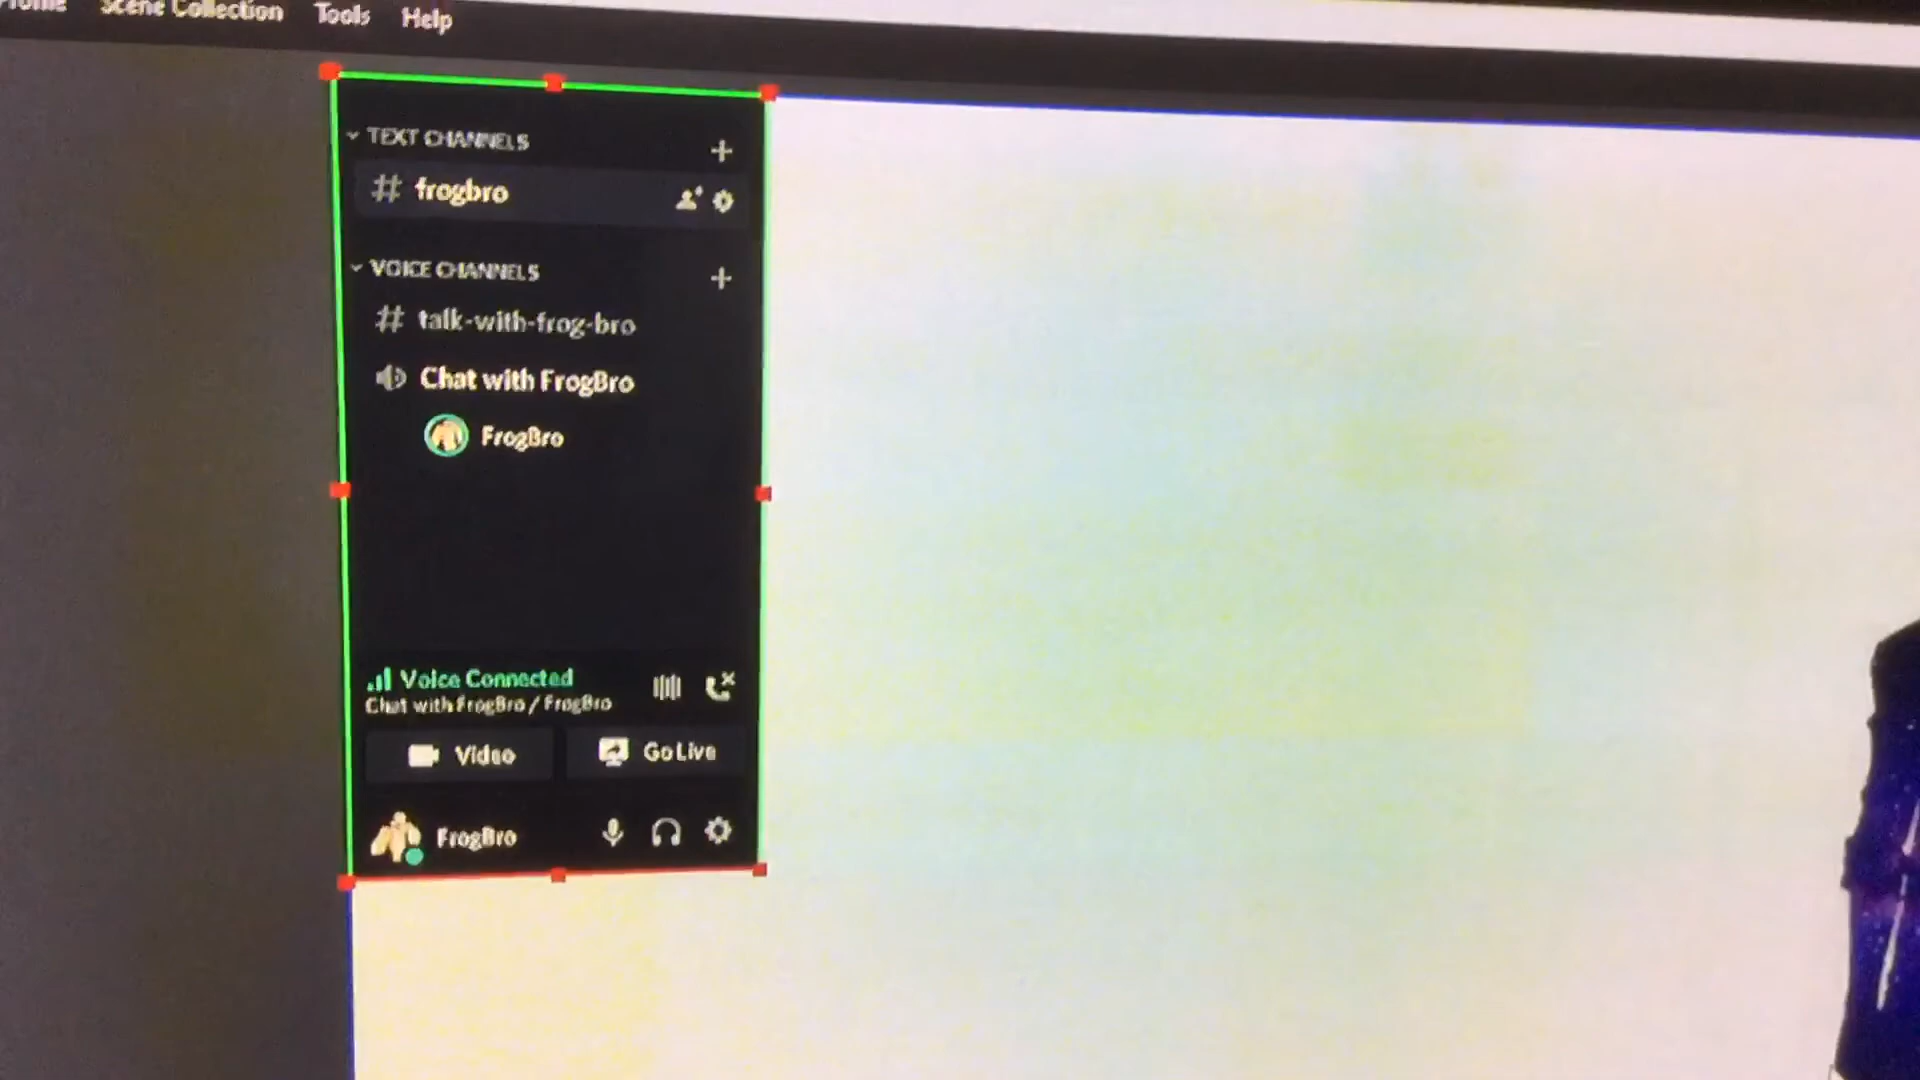 Scene Collection Tools Help
TEXT CHANNELS
# frogbro
VOICE CHANNELS
# talk-with-frog-bro
Chat with FrogBro
FrogBro
Voice Connected
Chat with FrogBro / FrogBro
Video Go Live
FrogBro